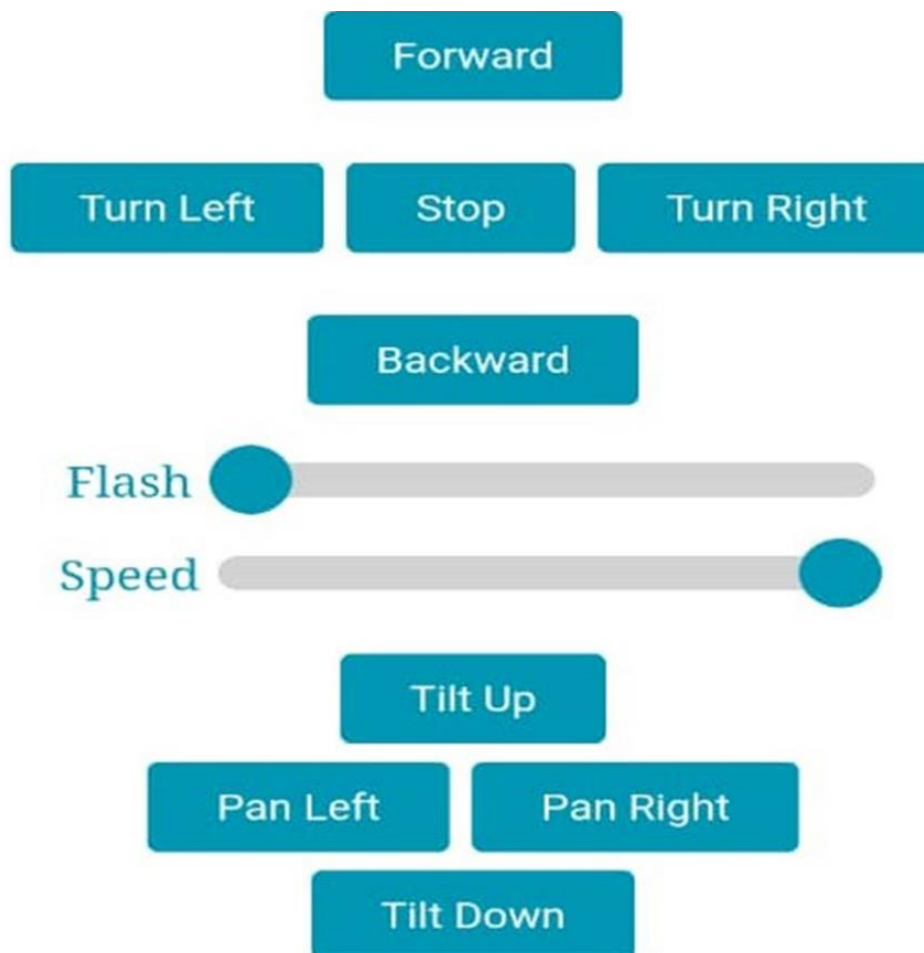 Forward
Turn Left Stop Turn Right
Backward
Flash
Speed
Tilt Up
Pan Left Pan Right
Tilt Down